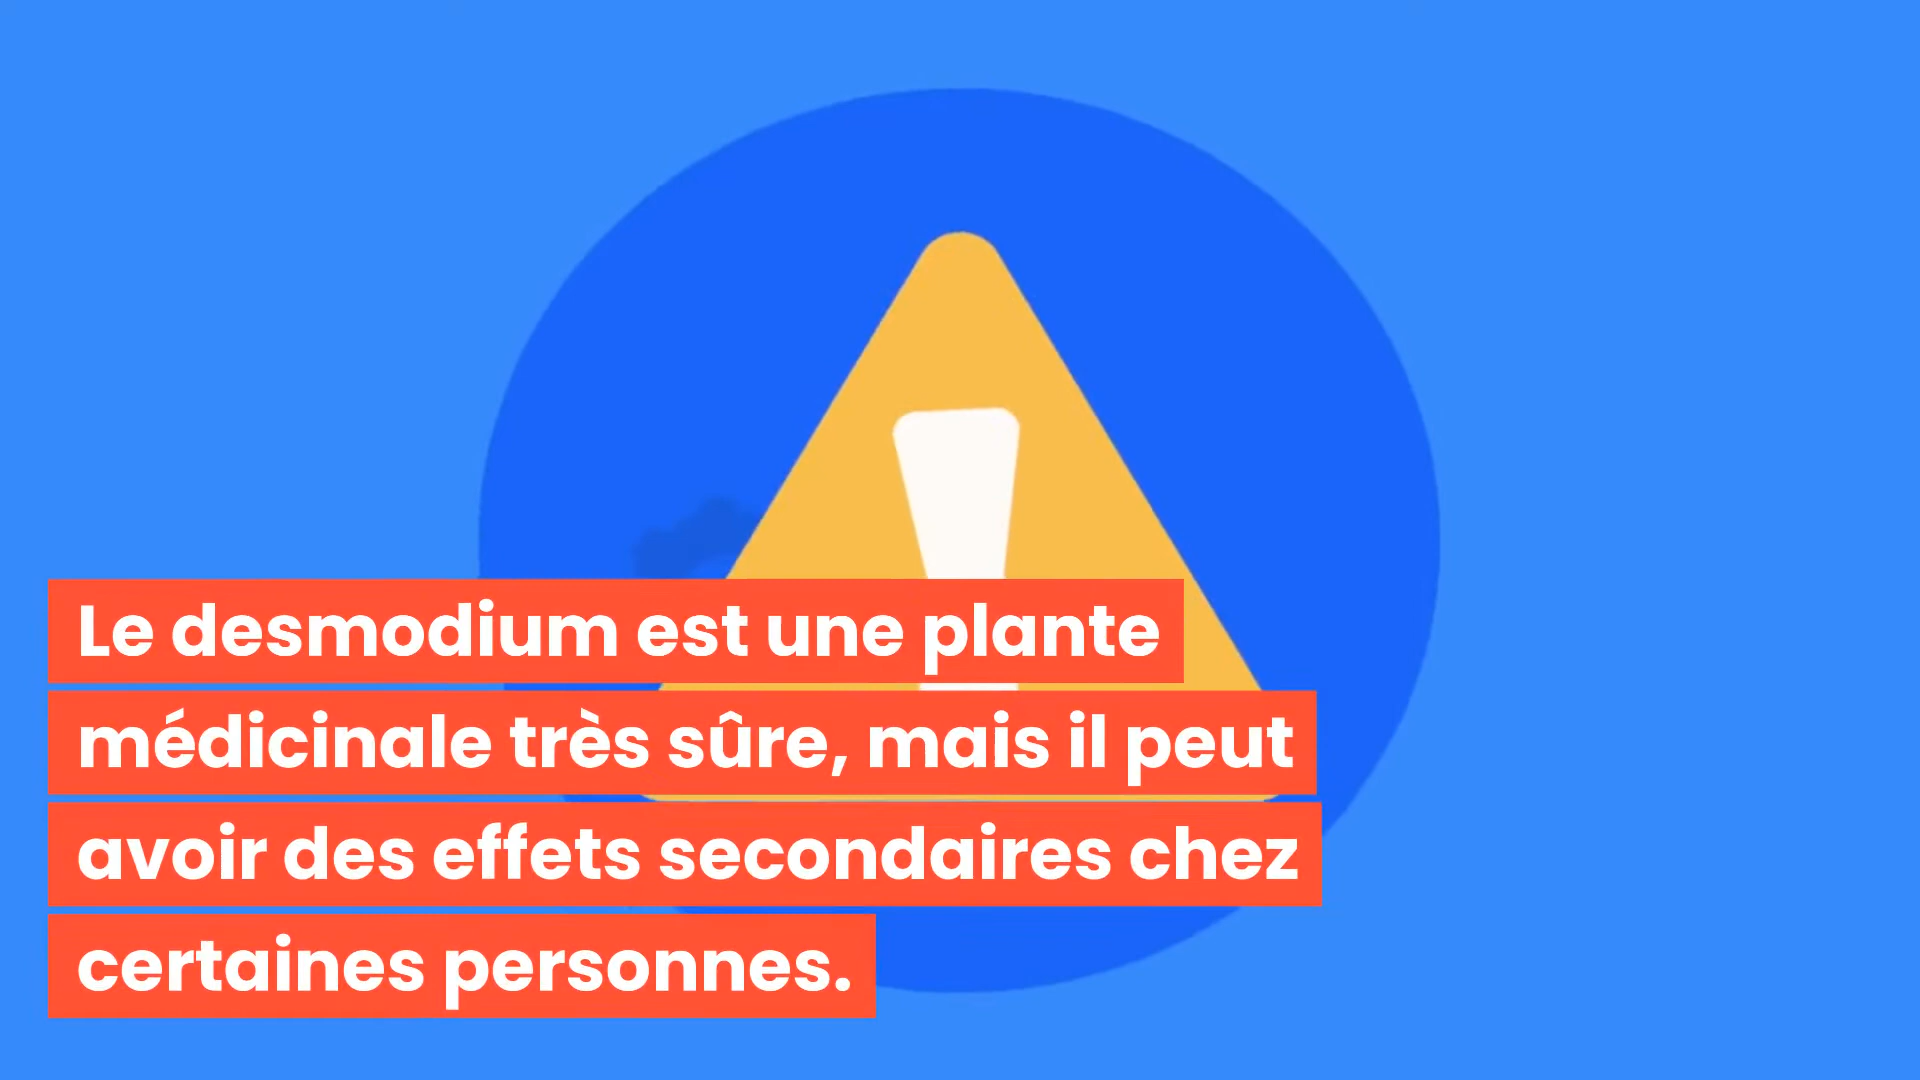 Le desmodium est une plante
médicinale très sûre, mais il peut
avoir des effets secondaires chez
certaines personnes.